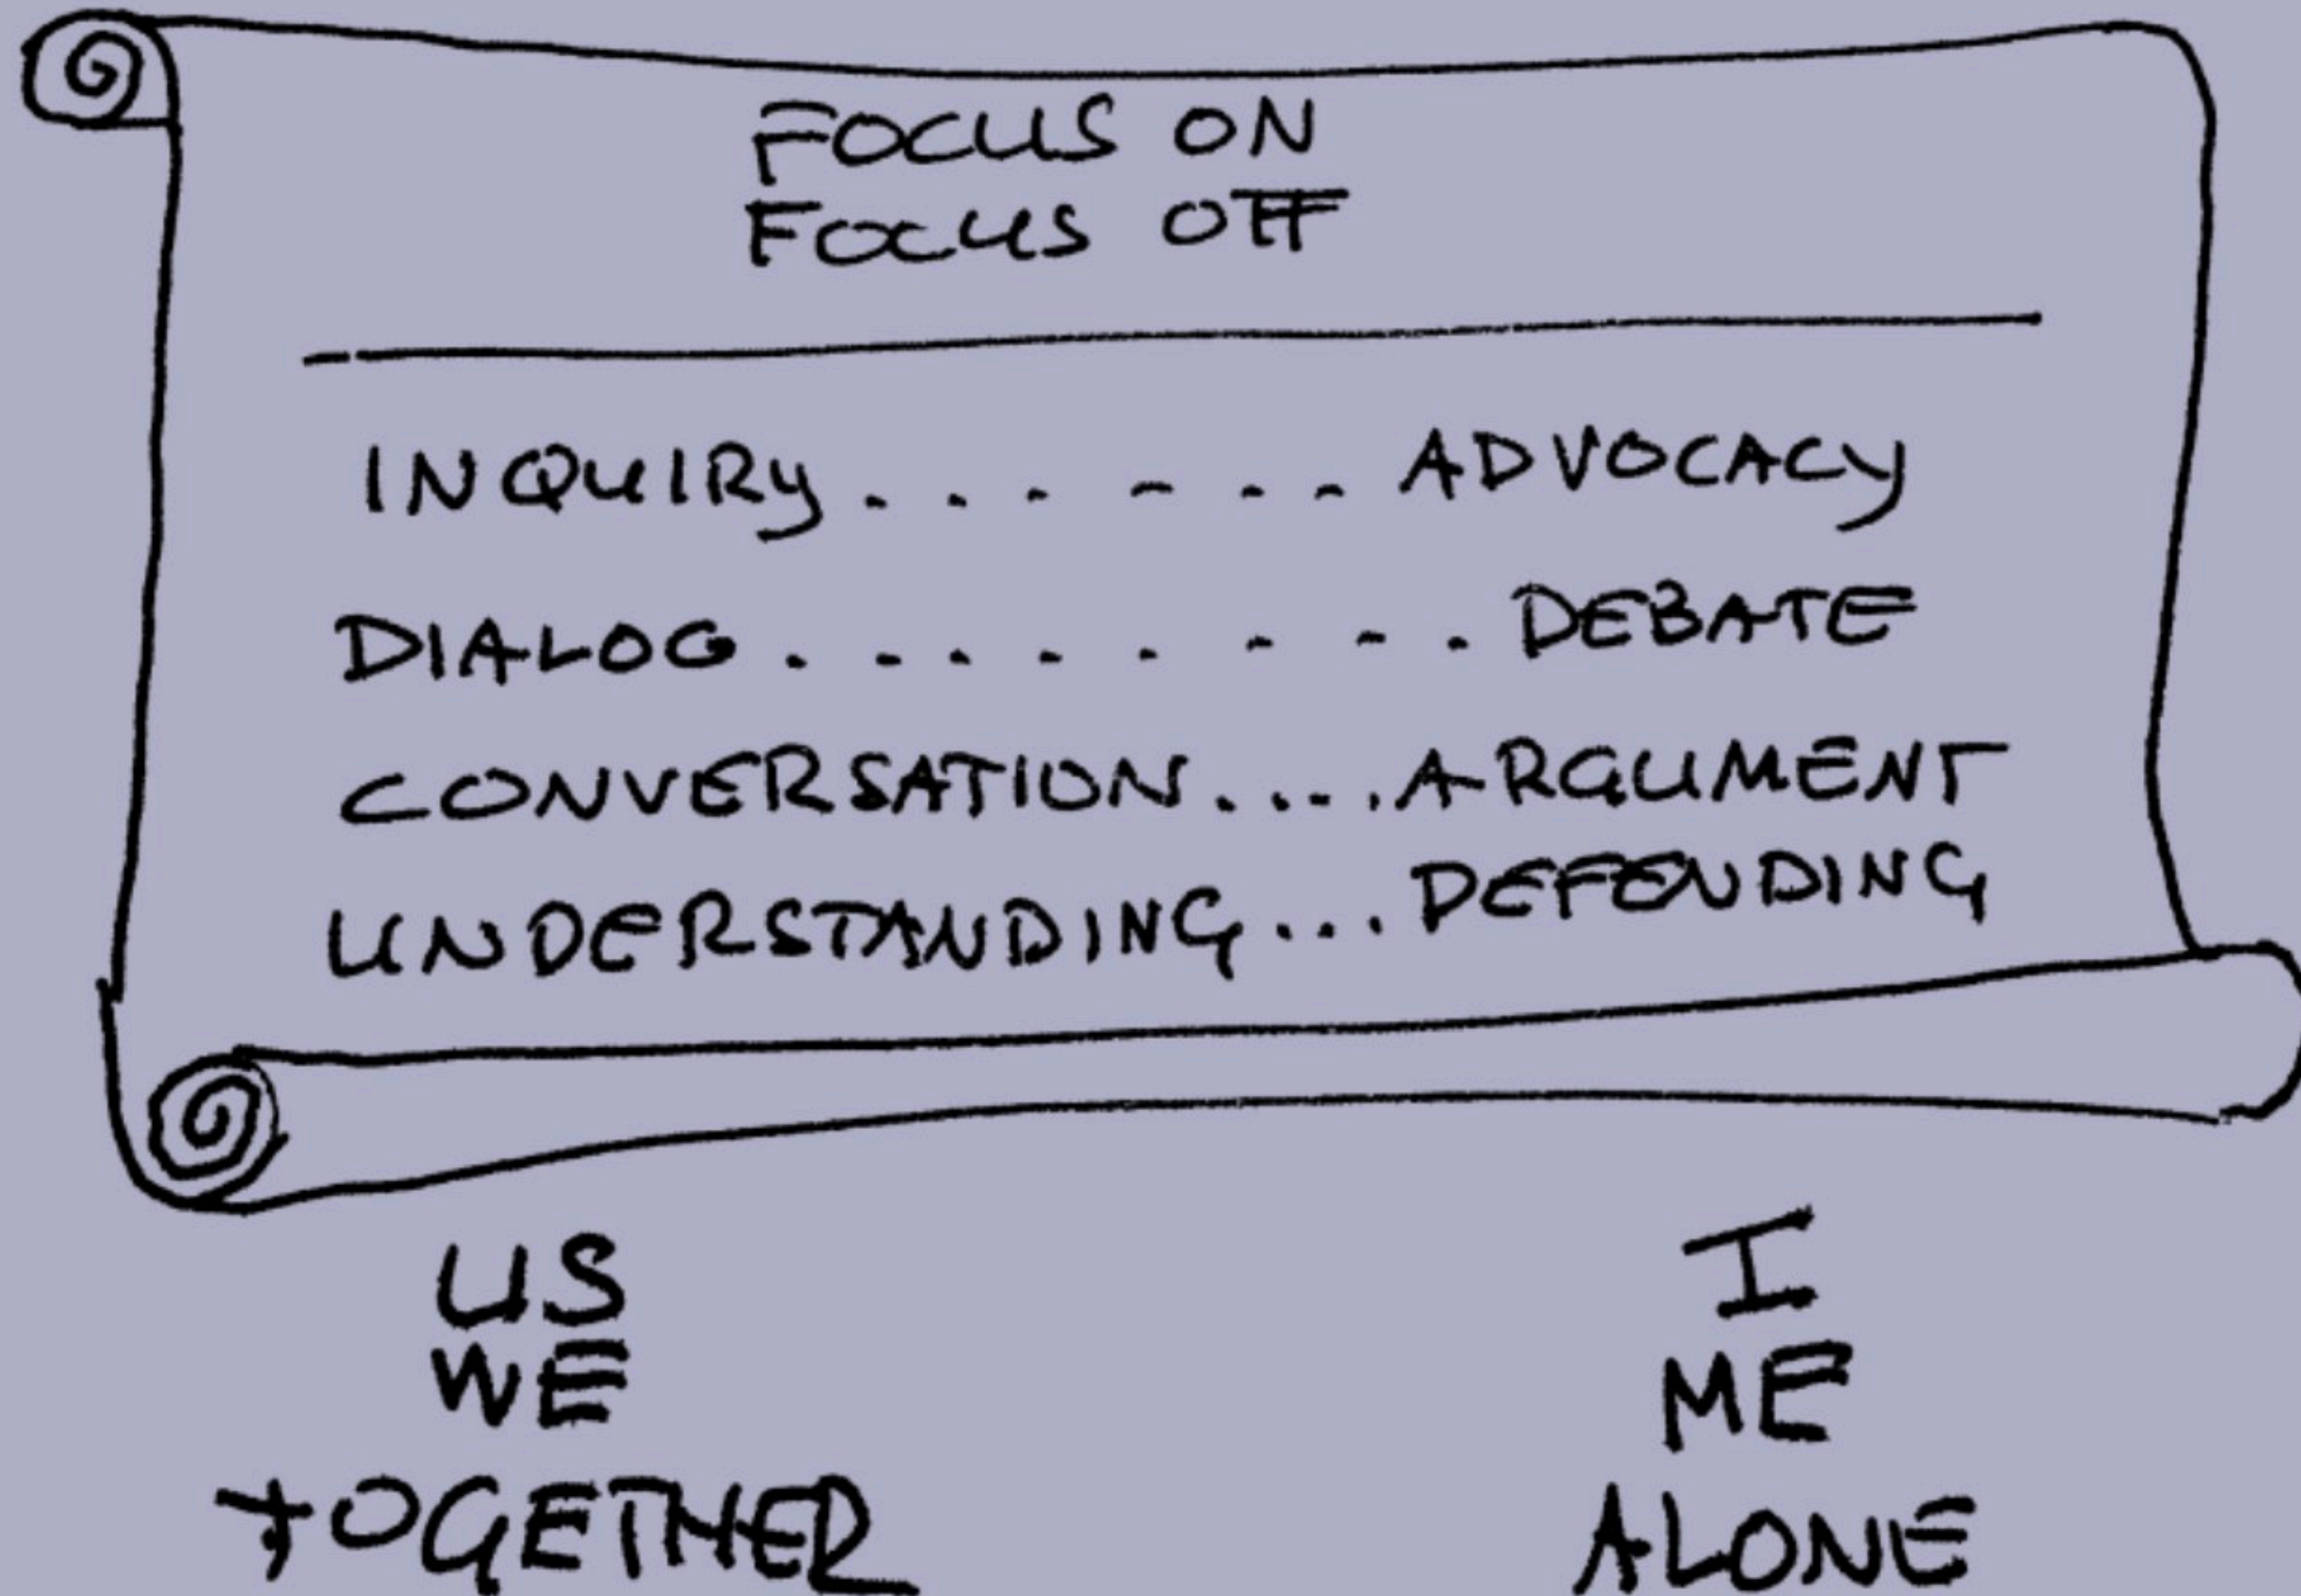 FOCUS ON
FOCUS OFF
INQUIRY . . . . . . ADVOCACY
DIALOG . . . . . . . . DEBATE
CONVERSATION . . . . ARGUMENT
UNDERSTANDING . . . DEFENDING
US I
WE ME
TOGETHER ALONE